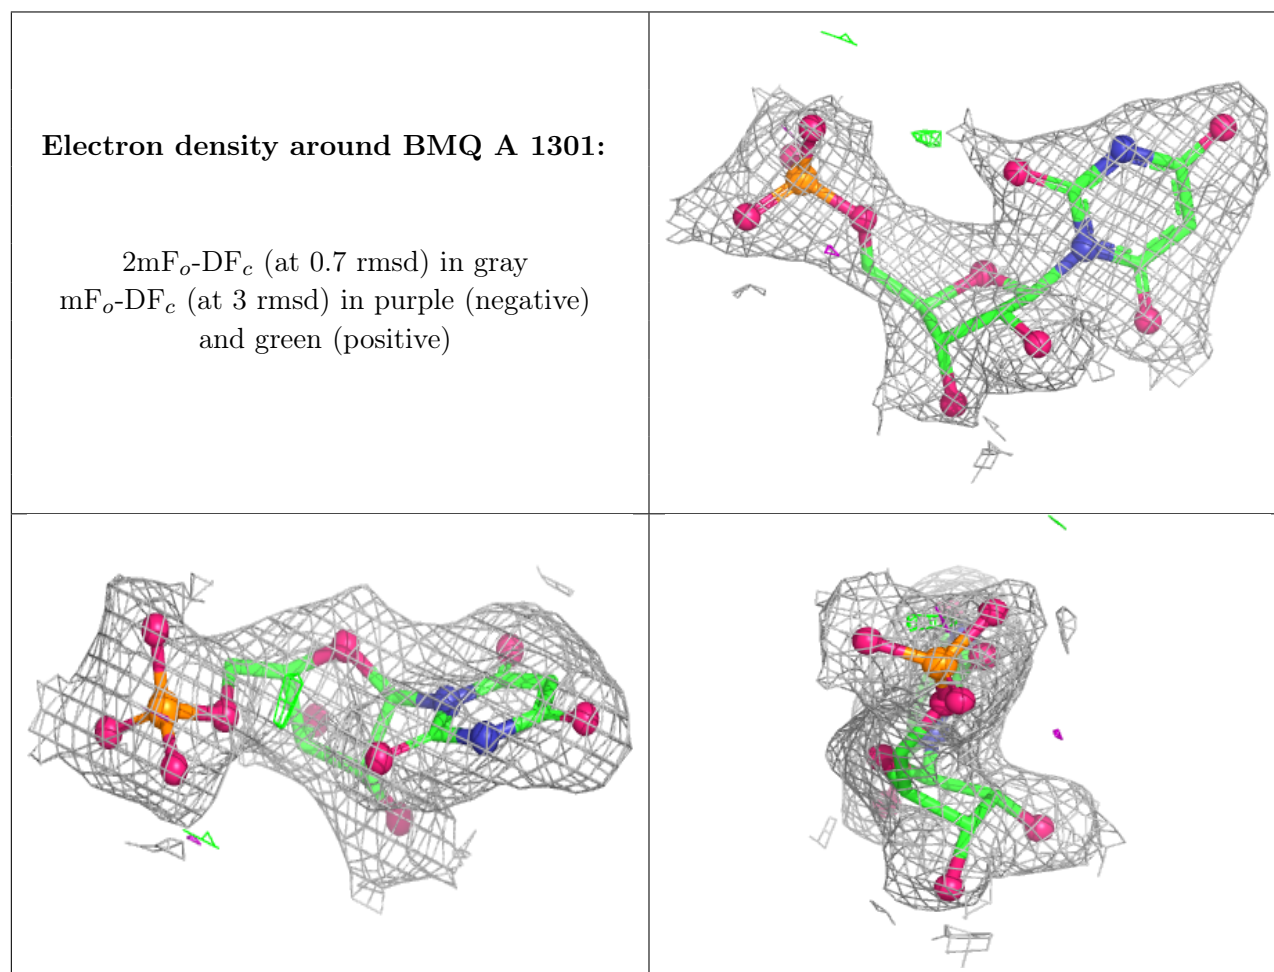 Electron density around BMQ A 1301:
2mFo-DFc (at 0.7 rmsd) in gray
mFo-DFc (at 3 rmsd) in purple (negative)
and green (positive)